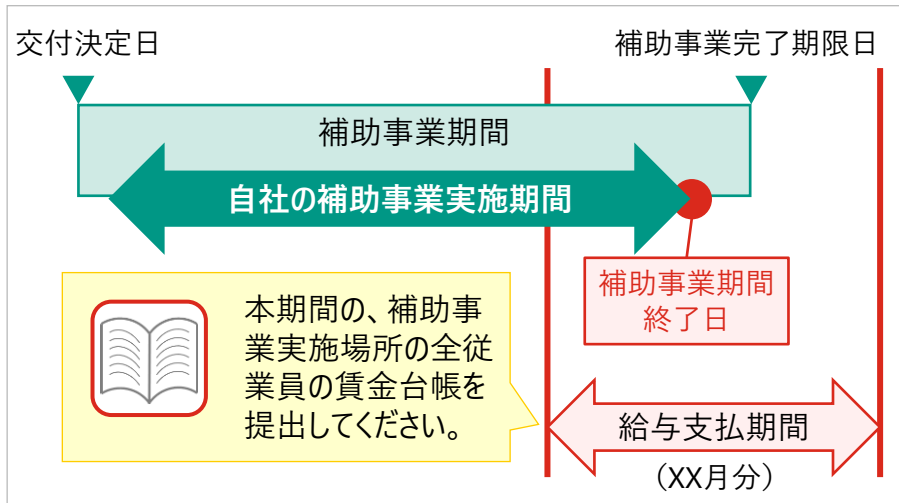 交付決定日
補助事業完了期限日
補助事業期間
自社の補助事業実施期間
補助事業期間
終了日
本期間の、補助事
業実施場所の全従
業員の賃金台帳を
提出してください。
給与支払期間
（XX月分）